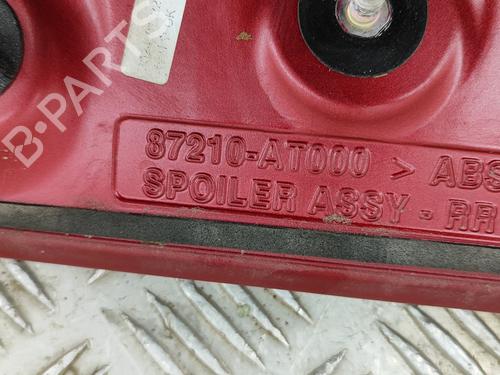 87210-AT000 > ABS
SPOILER ASSY - RR
B-PARTS